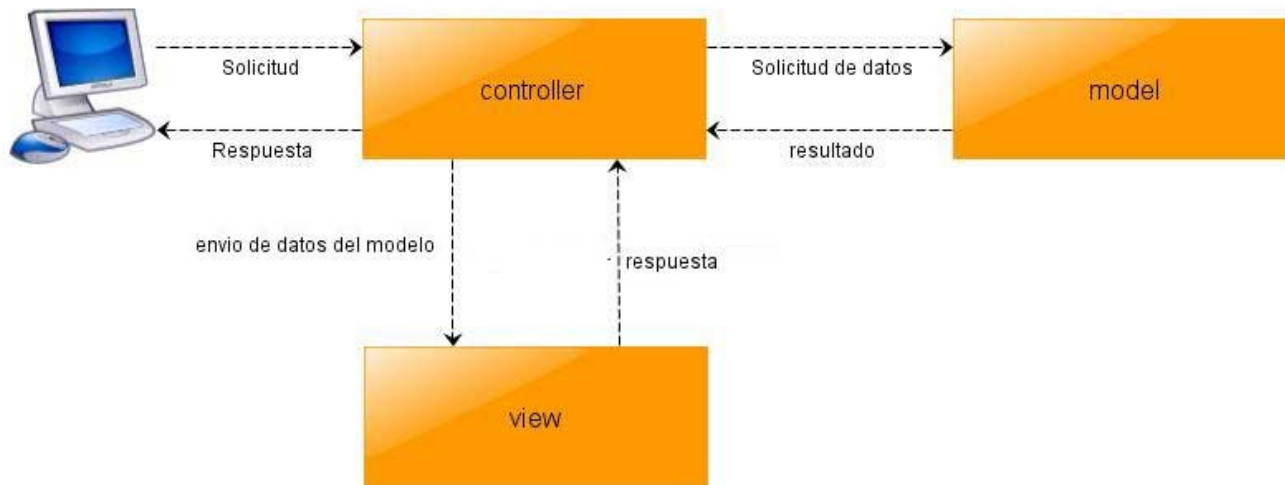 Solicitud
controller
Solicitud de datos
model
Respuesta
resultado
envio de datos del modelo
respuesta
view